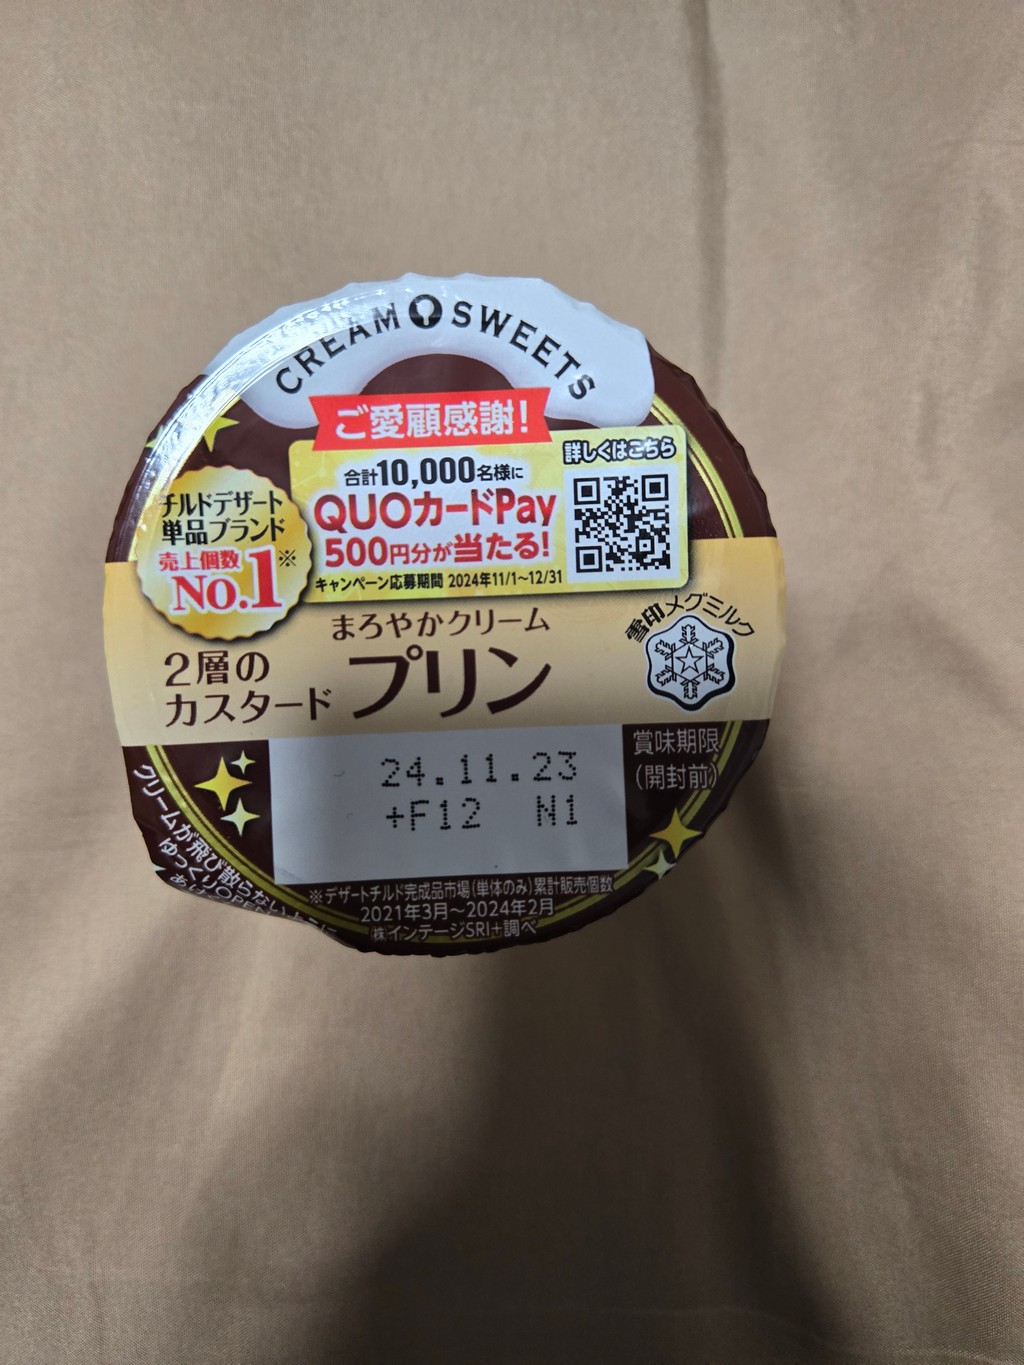 CREAM SWEETS
ご愛顧感謝!
詳しくはこちら
合計10,000名様に
QUOカードPay
500円分が当たる!
キャンペーン応募期間 2024年11/1～12/31
チルドデザート
単品ブランド
売上個数
No.1※
まろやかクリーム
2層の
カスタード
プリン
雪印メグミルク
賞味期限
(開封前)
24.11.23
+F12 N1
クリームが飛び散らないように
ゆっくりOPEN
※デザートチルド完成品市場(単体のみ)累計販売個数
2021年3月～2024年2月
㈱インテージSRI+調べ